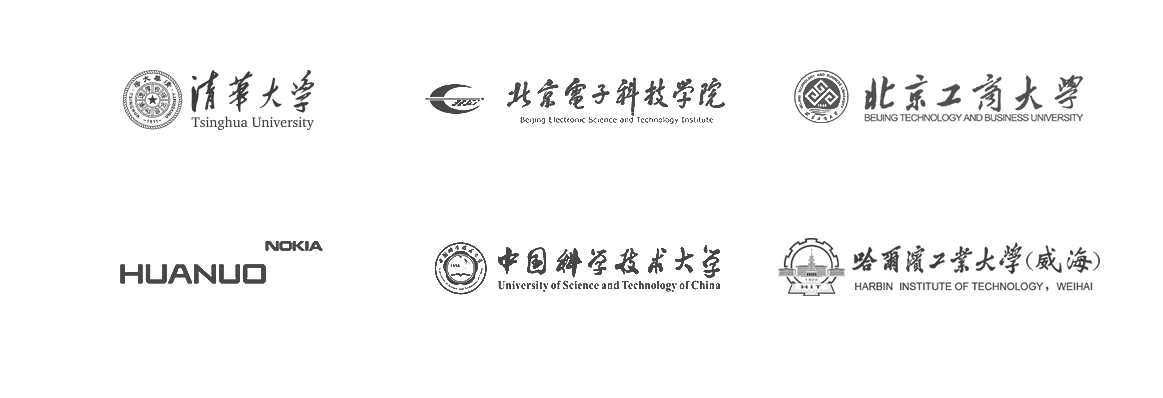 清華大学
Tsinghua University
北京電子科技学院
Beijing Electronic Science and Technology Institute
北京工商大學
BEIJING TECHNOLOGY AND BUSINESS UNIVERSITY
NOKIA
HUANUO
中国科学技术大学
University of Science and Technology of China
哈爾濱工業大學(威海)
HARBIN INSTITUTE OF TECHNOLOGY，WEIHAI
HIT